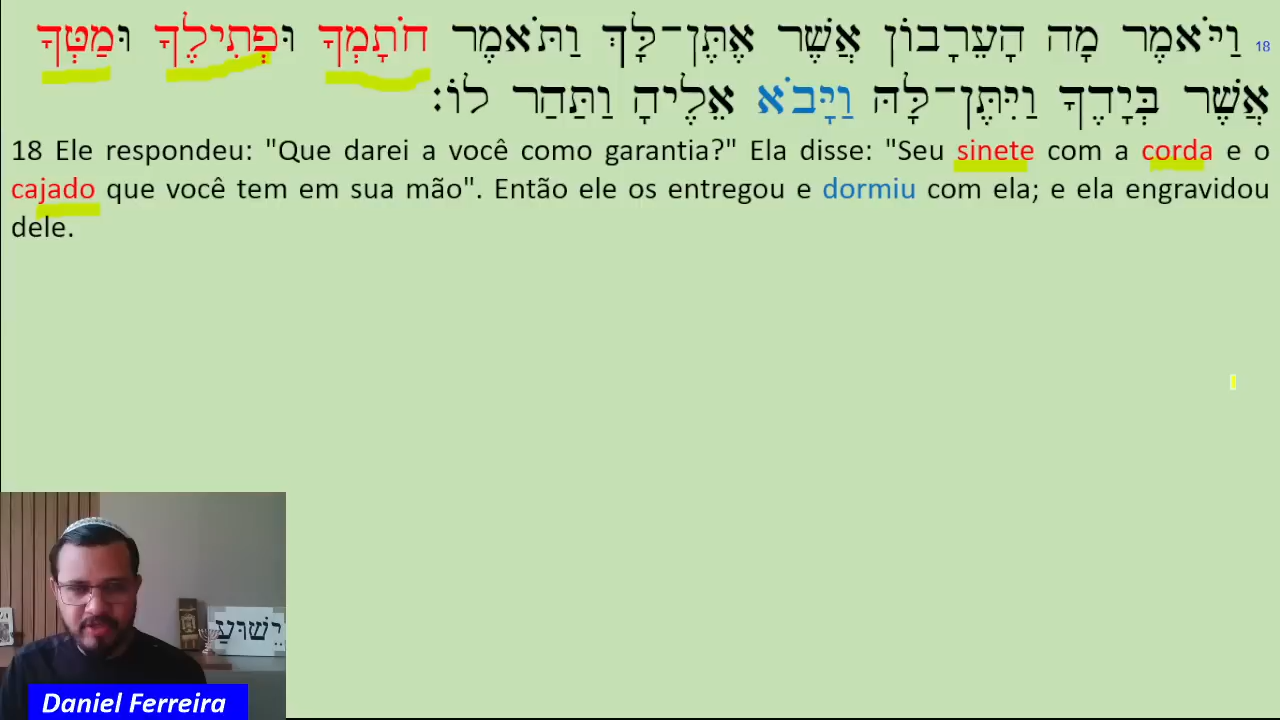 18 וַיֹּאמֶר מָה הָעֵרָבוֹן אֲשֶׁר אֶתֶּן־לָּךְ וַתֹּאמֶר חֹתָמְךָ וּפְתִילֶךָ וּמַטְּךָ
אֲשֶׁר בְּיָדֶךָ וַיִּתֶּן־לָּהּ וַיָּבֹא אֵלֶיהָ וַתַּהַר לוֹ׃
18 Ele respondeu: "Que darei a você como garantia?" Ela disse: "Seu sinete com a corda e o
cajado que você tem em sua mão". Então ele os entregou e dormiu com ela; e ela engravidou
dele.
Daniel Ferreira